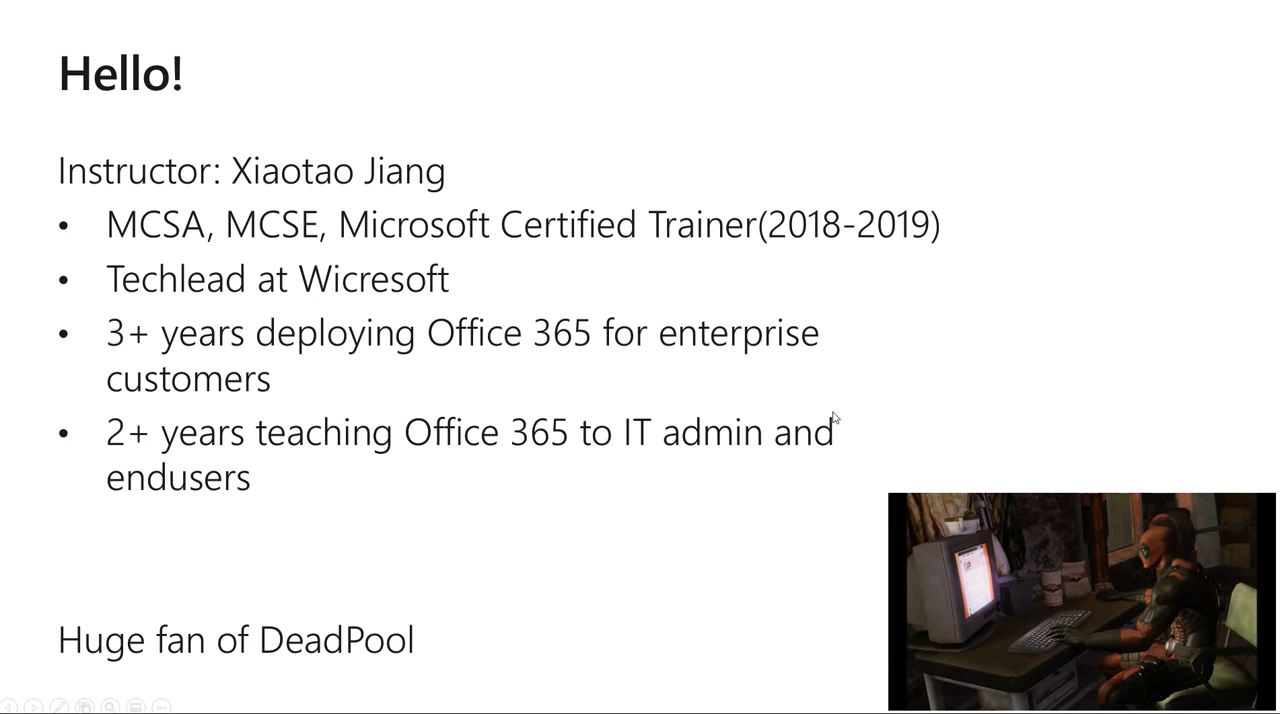 Hello!
Instructor: Xiaotao Jiang
• MCSA, MCSE, Microsoft Certified Trainer(2018-2019)
• Techlead at Wicresoft
• 3+ years deploying Office 365 for enterprise
customers
• 2+ years teaching Office 365 to IT admin and
endusers
Huge fan of DeadPool